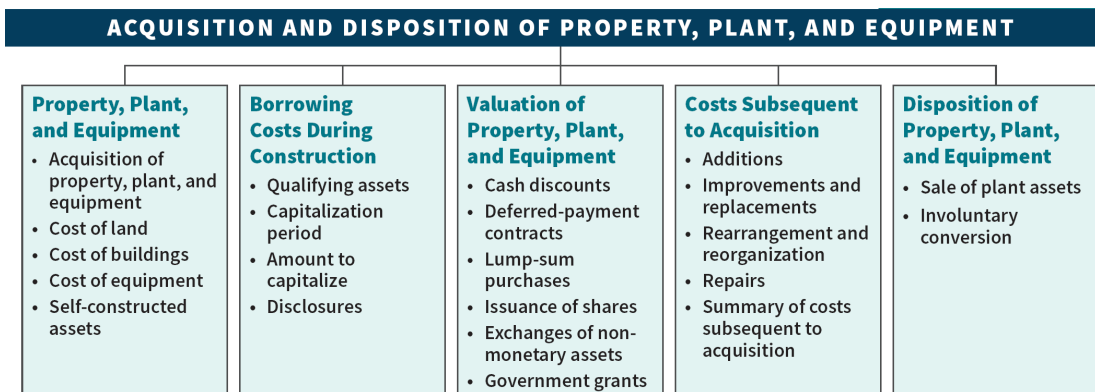 ACQUISITION AND DISPOSITION OF PROPERTY, PLANT, AND EQUIPMENT
Property, Plant,
and Equipment
• Acquisition of
property, plant, and
equipment
• Cost of land
• Cost of buildings
• Cost of equipment
• Self-constructed
assets
Borrowing
Costs During
Construction
• Qualifying assets
• Capitalization
period
• Amount to
capitalize
• Disclosures
Valuation of
Property, Plant,
and Equipment
• Cash discounts
• Deferred-payment
contracts
• Lump-sum
purchases
• Issuance of shares
• Exchanges of non-
monetary assets
• Government grants
Costs Subsequent
to Acquisition
• Additions
• Improvements and
replacements
• Rearrangement and
reorganization
• Repairs
• Summary of costs
subsequent to
acquisition
Disposition of
Property, Plant,
and Equipment
• Sale of plant assets
• Involuntary
conversion